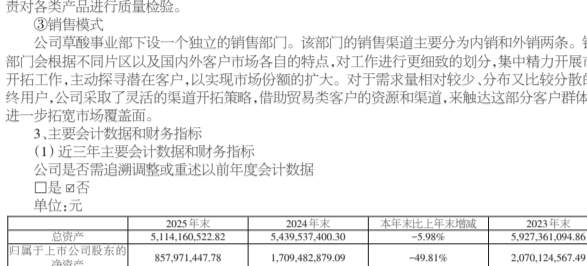 责对各类产品进行质量检验。
③销售模式
公司草酸事业部下设一个独立的销售部门。该部门的销售渠道主要分为内销和外销两条。
部门会根据不同片区以及国内外客户市场各自的特点,对工作进行更细致的划分,集中精力开展
开拓工作,主动探寻潜在客户,以实现市场份额的扩大。对于需求量相对较少、分布又比较分散的
终用户,公司采取了灵活的渠道开拓策略,借助贸易类客户的资源和渠道,来触达这部分客户群体
进一步拓宽市场覆盖面。
3、主要会计数据和财务指标
(1) 近三年主要会计数据和财务指标
公司是否需追溯调整或重述以前年度会计数据
□是 ☑否
单位:元
2025年末 2024年末 本年末比上年末增减 2023年末
总资产 5,114,160,522.82 5,439,537,400.30 -5.98% 5,927,361,094.86
归属于上市公司股东的
净资产 857,971,447.78 1,709,482,879.09 -49.81% 2,070,124,567.4